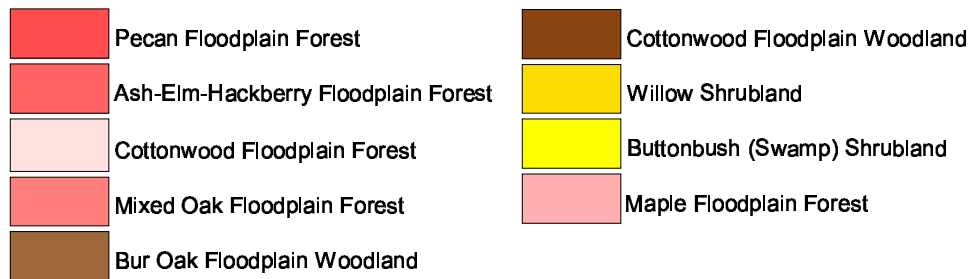 Pecan Floodplain Forest
Ash-Elm-Hackberry Floodplain Forest
Cottonwood Floodplain Forest
Mixed Oak Floodplain Forest
Bur Oak Floodplain Woodland
Cottonwood Floodplain Woodland
Willow Shrubland
Buttonbush (Swamp) Shrubland
Maple Floodplain Forest